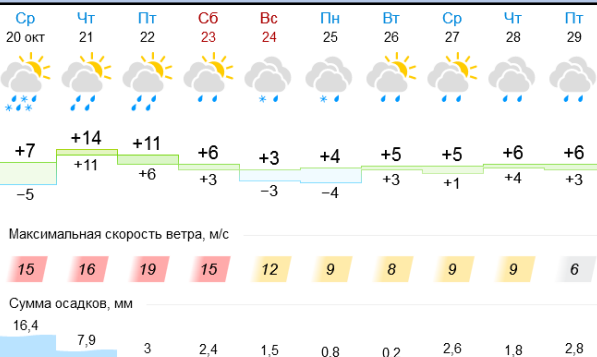 Ср Чт Пт Сб Вс Пн Вт Ср Чт Пт
20 окт 21 22 23 24 25 26 27 28 29
+7 +14 +11 +6 +3 +4 +5 +5 +6 +6
−5 +11 +6 +3 −3 −4 +3 +1 +4 +3
Максимальная скорость ветра, м/с
15 16 19 15 12 9 8 9 9 6
Сумма осадков, мм
16,4 7,9 3 2,4 1,5 0,8 0,2 2,6 1,8 2,8